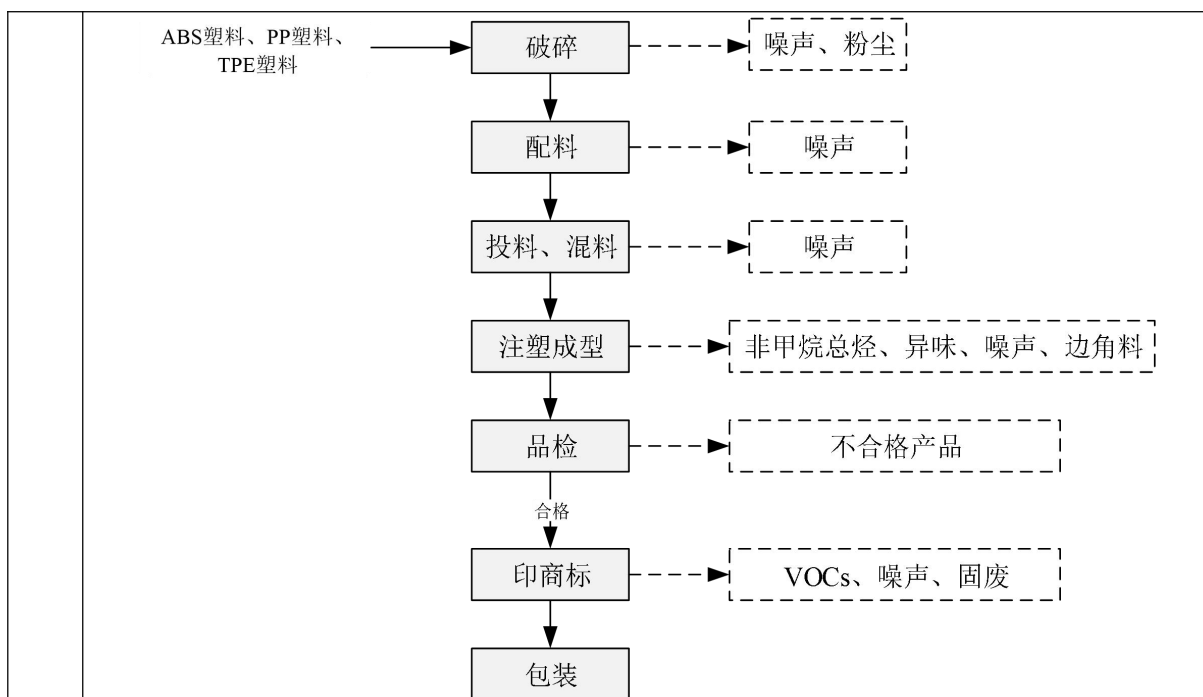 ABS塑料、PP塑料、
TPE塑料
破碎
噪声、粉尘
配料
噪声
投料、混料
噪声
注塑成型
非甲烷总烃、异味、噪声、边角料
品检
不合格产品
合格
印商标
VOCs、噪声、固废
包装